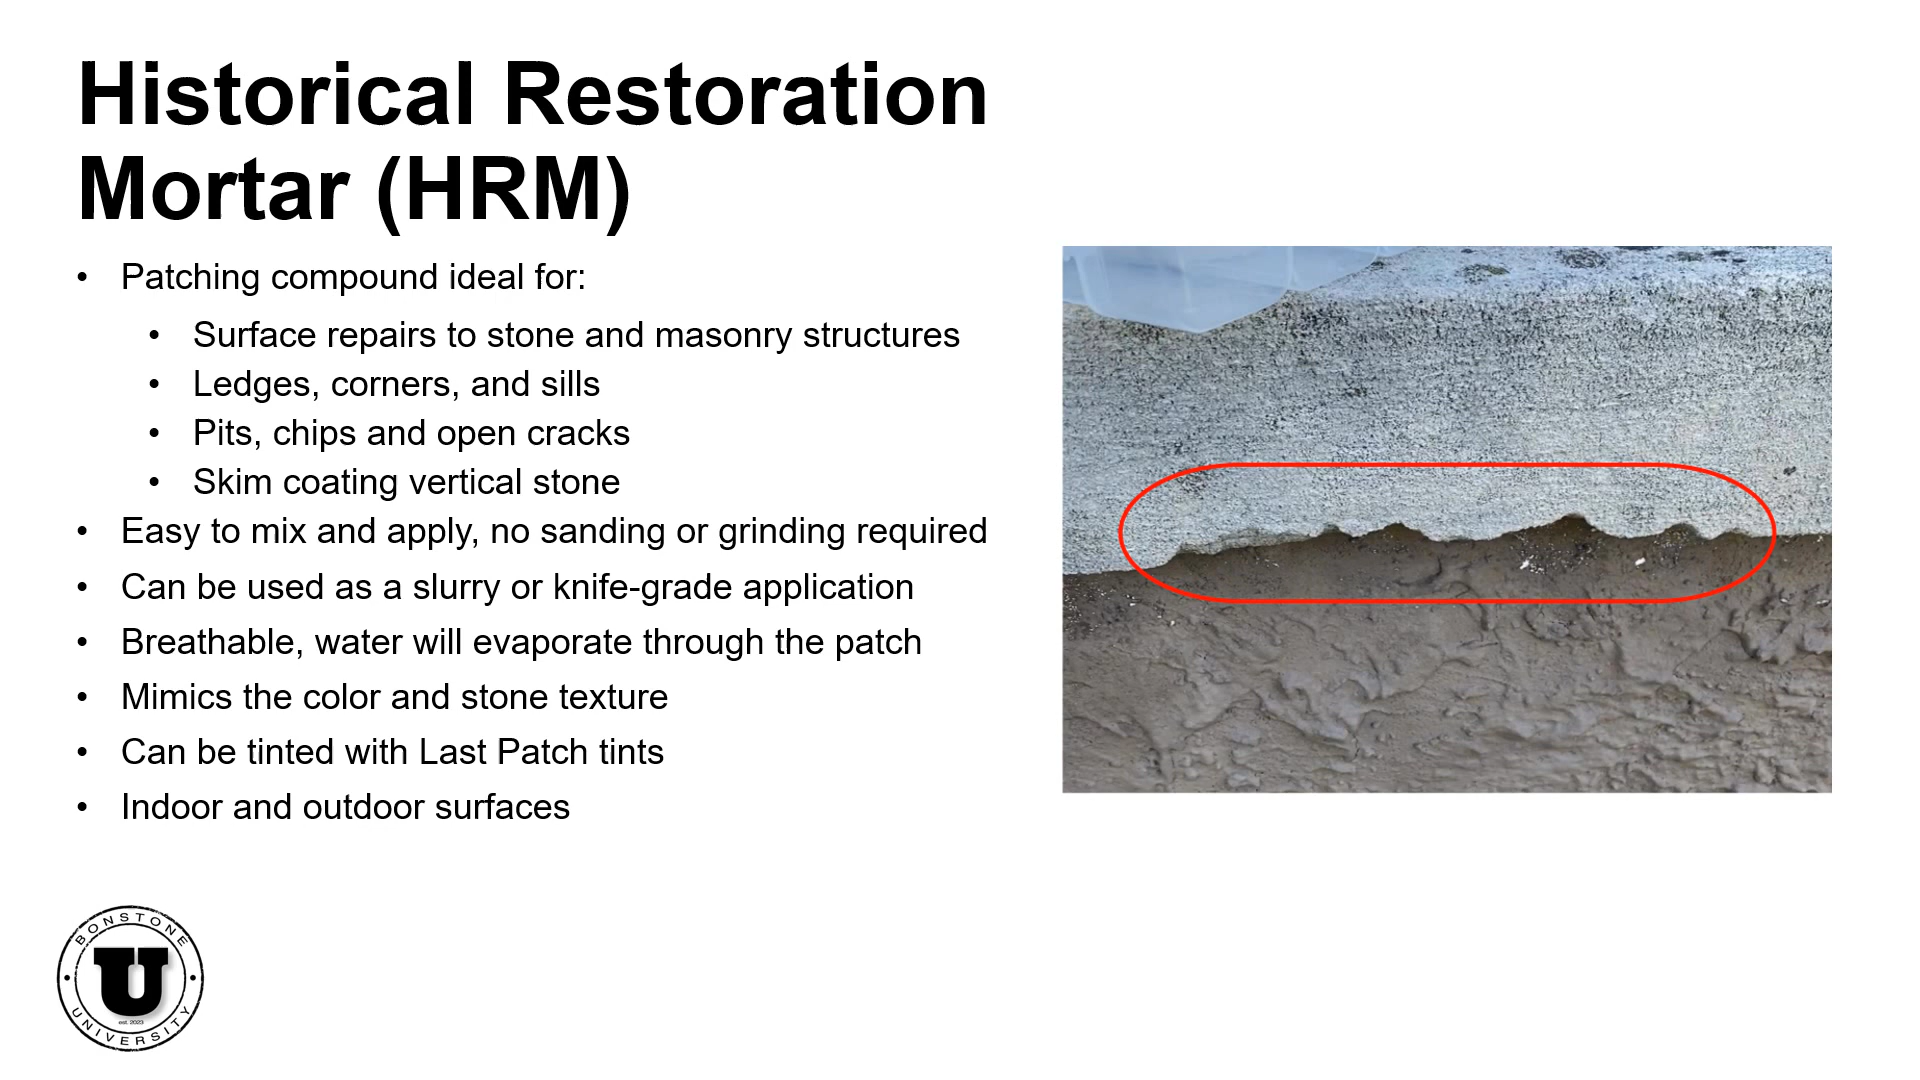 Historical Restoration
Mortar (HRM)
• Patching compound ideal for:
• Surface repairs to stone and masonry structures
• Ledges, corners, and sills
• Pits, chips and open cracks
• Skim coating vertical stone
• Easy to mix and apply, no sanding or grinding required
• Can be used as a slurry or knife-grade application
• Breathable, water will evaporate through the patch
• Mimics the color and stone texture
• Can be tinted with Last Patch tints
• Indoor and outdoor surfaces
BONSTONE
U
est. 2023
UNIVERSITY